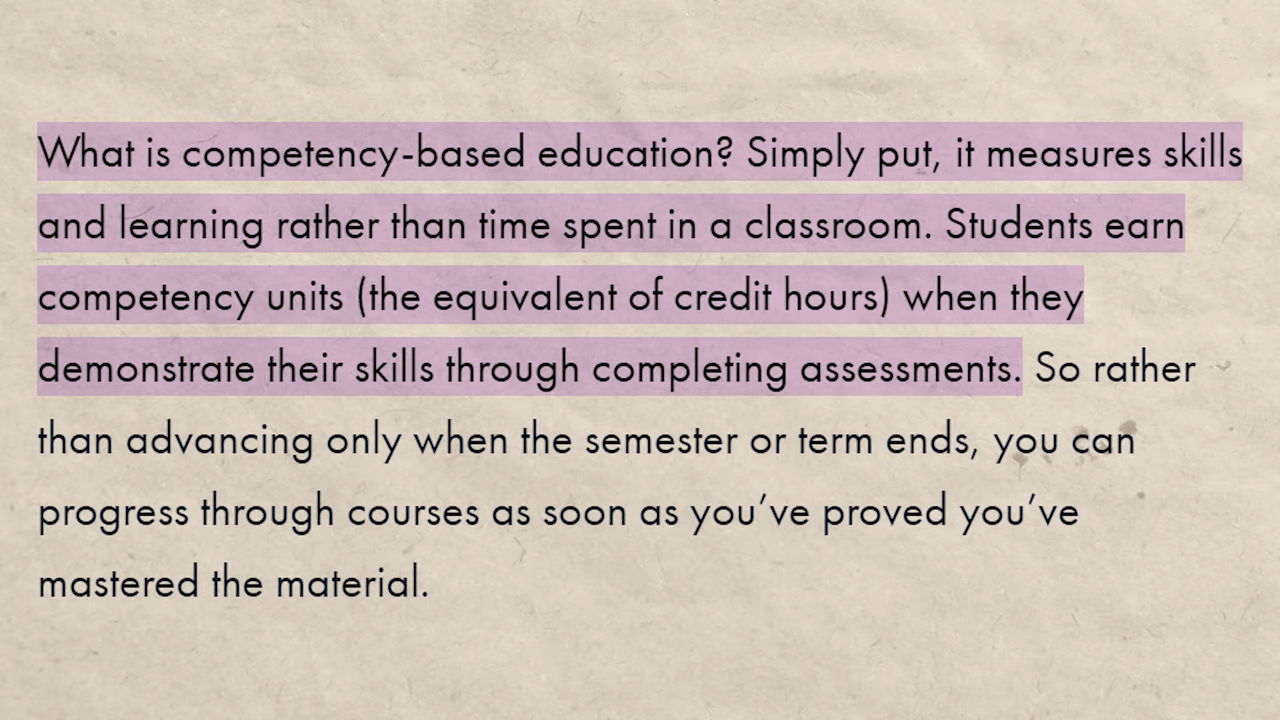 What is competency-based education? Simply put, it measures skills
and learning rather than time spent in a classroom. Students earn
competency units (the equivalent of credit hours) when they
demonstrate their skills through completing assessments. So rather
than advancing only when the semester or term ends, you can
progress through courses as soon as you’ve proved you’ve
mastered the material.